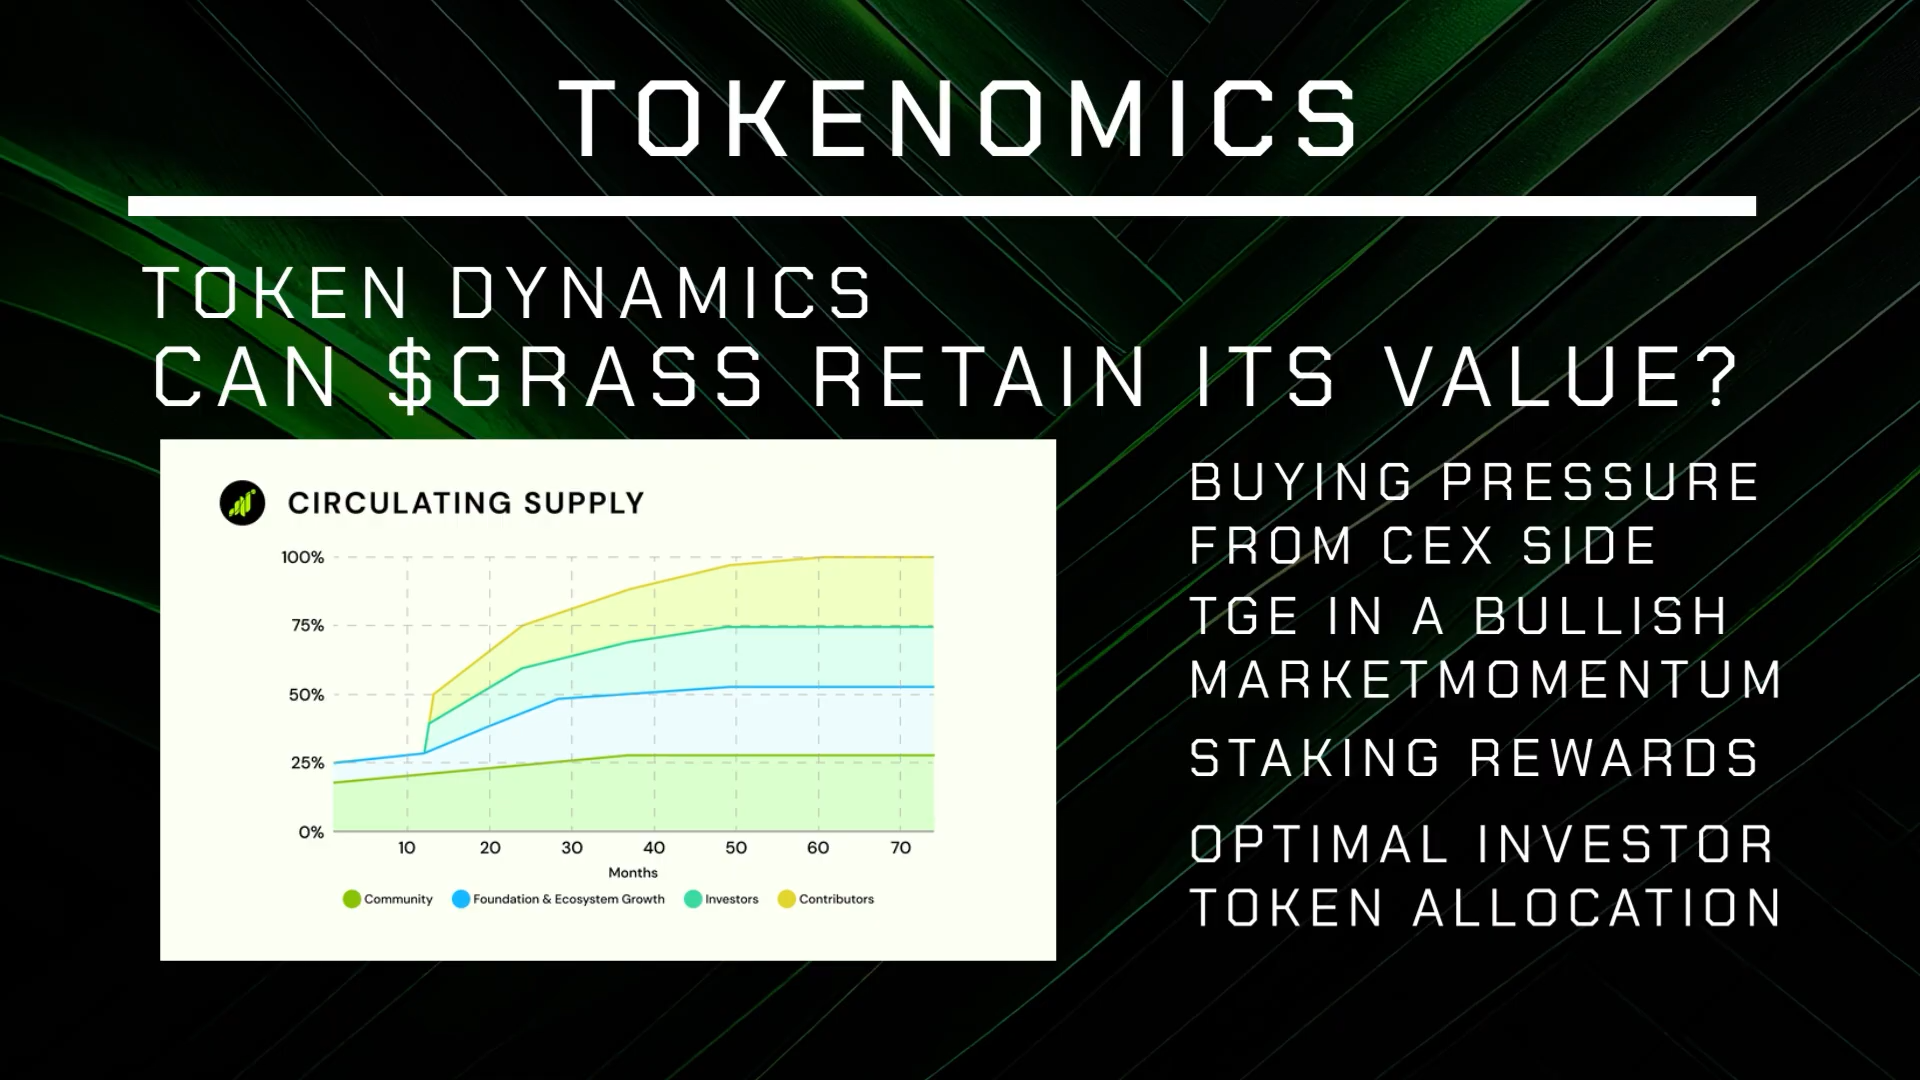 TOKENOMICS
TOKEN DYNAMICS
CAN $GRASS RETAIN ITS VALUE?
CIRCULATING SUPPLY
100%
75%
50%
25%
0%
10 20 30 40 50 60 70
Months
Community Foundation & Ecosystem Growth Investors Contributors
BUYING PRESSURE
FROM CEX SIDE
TGE IN A BULLISH
MARKETMOMENTUM
STAKING REWARDS
OPTIMAL INVESTOR
TOKEN ALLOCATION